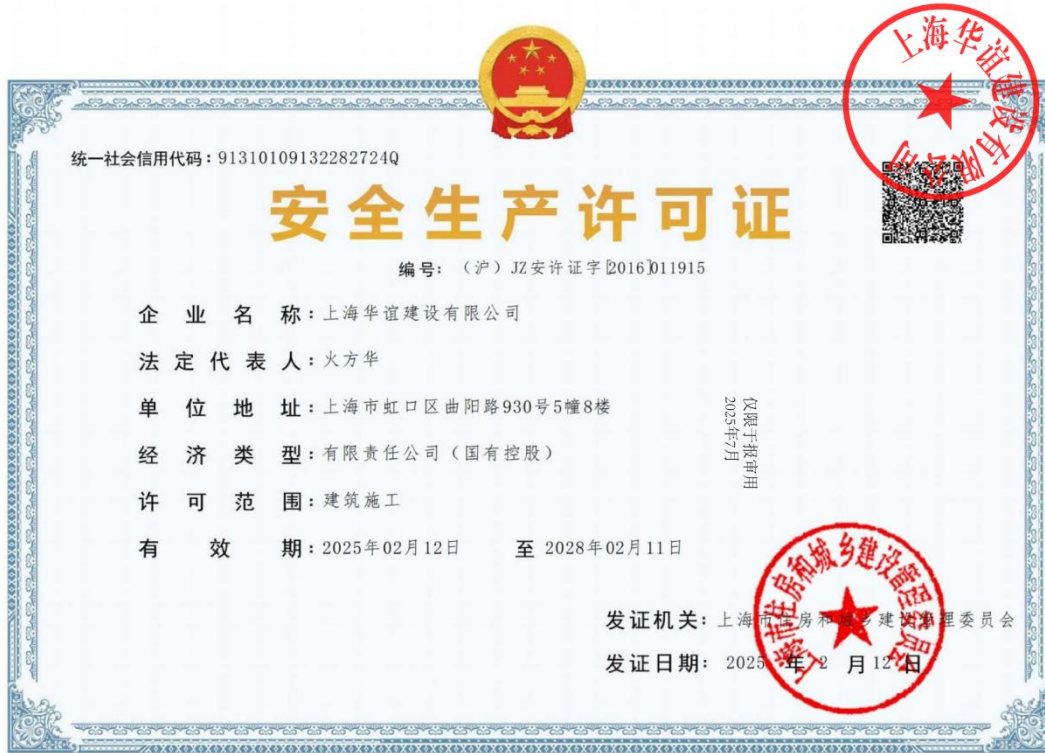 上海华谊建设有限公司
统一社会信用代码：91310109132282724Q
安全生产许可证
编号：（沪）JZ安许证字[2016]011915
企业名称：上海华谊建设有限公司
法定代表人：火方华
单位地址：上海市虹口区曲阳路930号5幢8楼
经济类型：有限责任公司（国有控股）
许可范围：建筑施工
有效期：2025年02月12日 至 2028年02月11日
仅限于报审用
2025年7月
上海市住房和城乡建设管理委员会
发证机关：上海市住房和城乡建设管理委员会
发证日期：2025 年 2 月 12 日